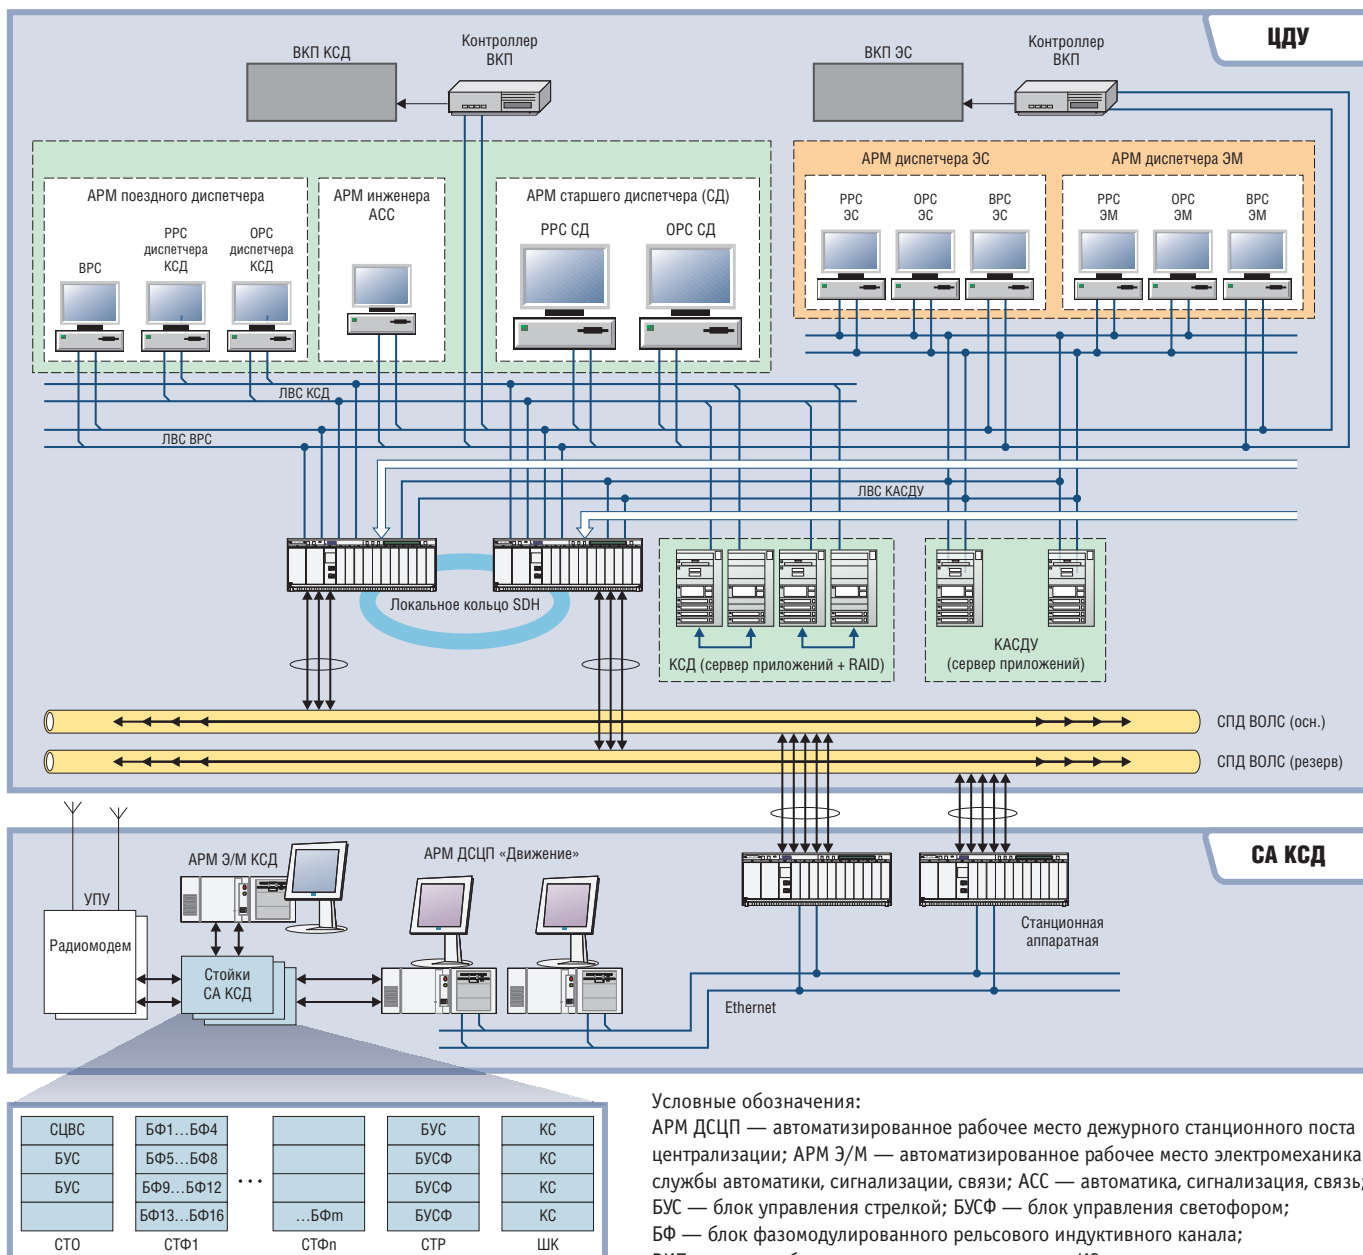 ЦДУ
ВКП КСД
Контроллер
ВКП
ВКП ЭС
Контроллер
ВКП
АРМ поездного диспетчера
ВРС
РРС
диспетчера
КСД
ОРС
диспетчера
КСД
АРМ инженера
АСС
АРМ старшего диспетчера (СД)
РРС СД
ОРС СД
АРМ диспетчера ЭС
РРС
ЭС
ОРС
ЭС
ВРС
ЭС
АРМ диспетчера ЭМ
РРС
ЭМ
ОРС
ЭМ
ВРС
ЭМ
ЛВС КСД
ЛВС ВРС
ЛВС КАСДУ
Локальное кольцо SDH
КСД (сервер приложений + RAID)
КАСДУ
(сервер приложений)
СПД ВОЛС (осн.)
СПД ВОЛС (резерв)
СА КСД
УПУ
Радиомодем
АРМ Э/М КСД
Стойки
СА КСД
АРМ ДСЦП «Движение»
Станционная
аппаратная
Ethernet
СЦВС
БУС
БУС
СТО
БФ1...БФ4
БФ5...БФ8
БФ9...БФ12
БФ13...БФ16
СТФ1
...
...БФm
СТФn
БУС
БУСФ
БУСФ
БУСФ
СТР
КС
КС
КС
КС
ШК
Условные обозначения:
АРМ ДСЦП — автоматизированное рабочее место дежурного станционного поста
централизации; АРМ Э/М — автоматизированное рабочее место электромеханика
службы автоматики, сигнализации, связи; АСС — автоматика, сигнализация, связь;
БУС — блок управления стрелкой; БУСФ — блок управления светофором;
БФ — блок фазомодулированного рельсового индуктивного канала;